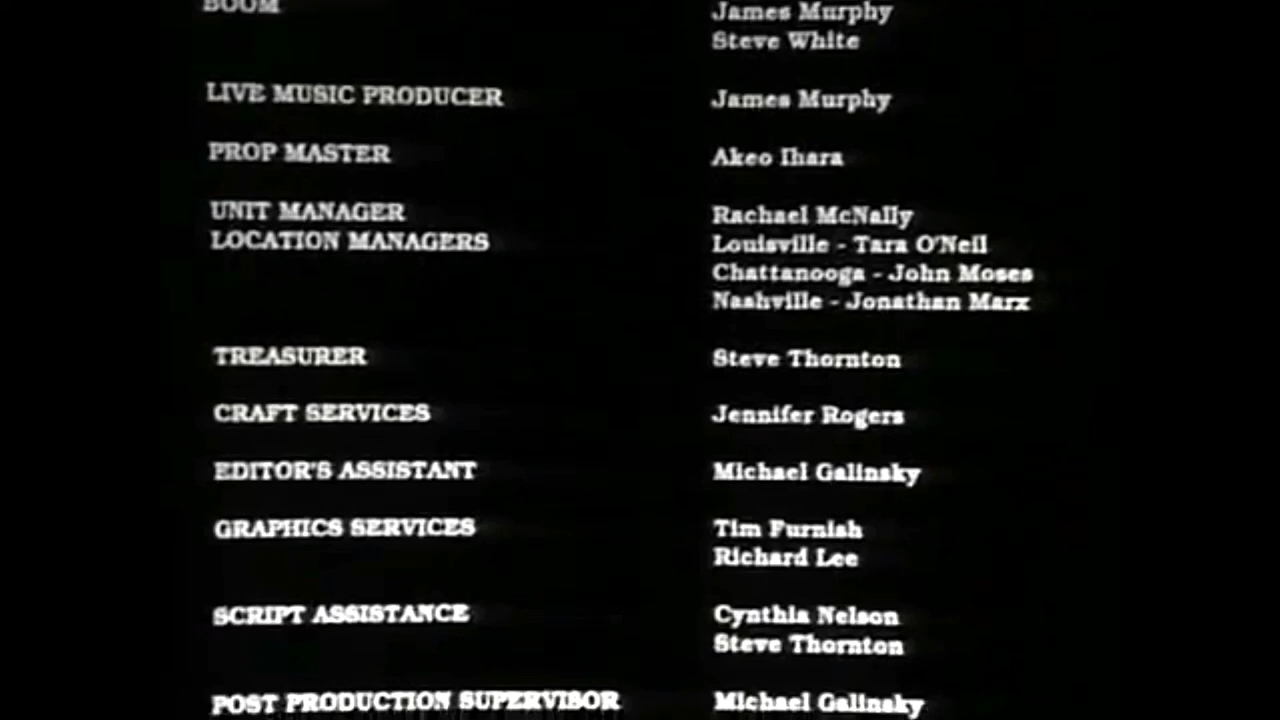 BOOM James Murphy
Steve White
LIVE MUSIC PRODUCER James Murphy
PROP MASTER Akeo Ihara
UNIT MANAGER Rachael McNally
LOCATION MANAGERS Louisville - Tara O'Neil
Chattanooga - John Moses
Nashville - Jonathan Marx
TREASURER Steve Thornton
CRAFT SERVICES Jennifer Rogers
EDITOR'S ASSISTANT Michael Galinsky
GRAPHICS SERVICES Tim Furnish
Richard Lee
SCRIPT ASSISTANCE Cynthia Nelson
Steve Thornton
POST PRODUCTION SUPERVISOR Michael Galinsky